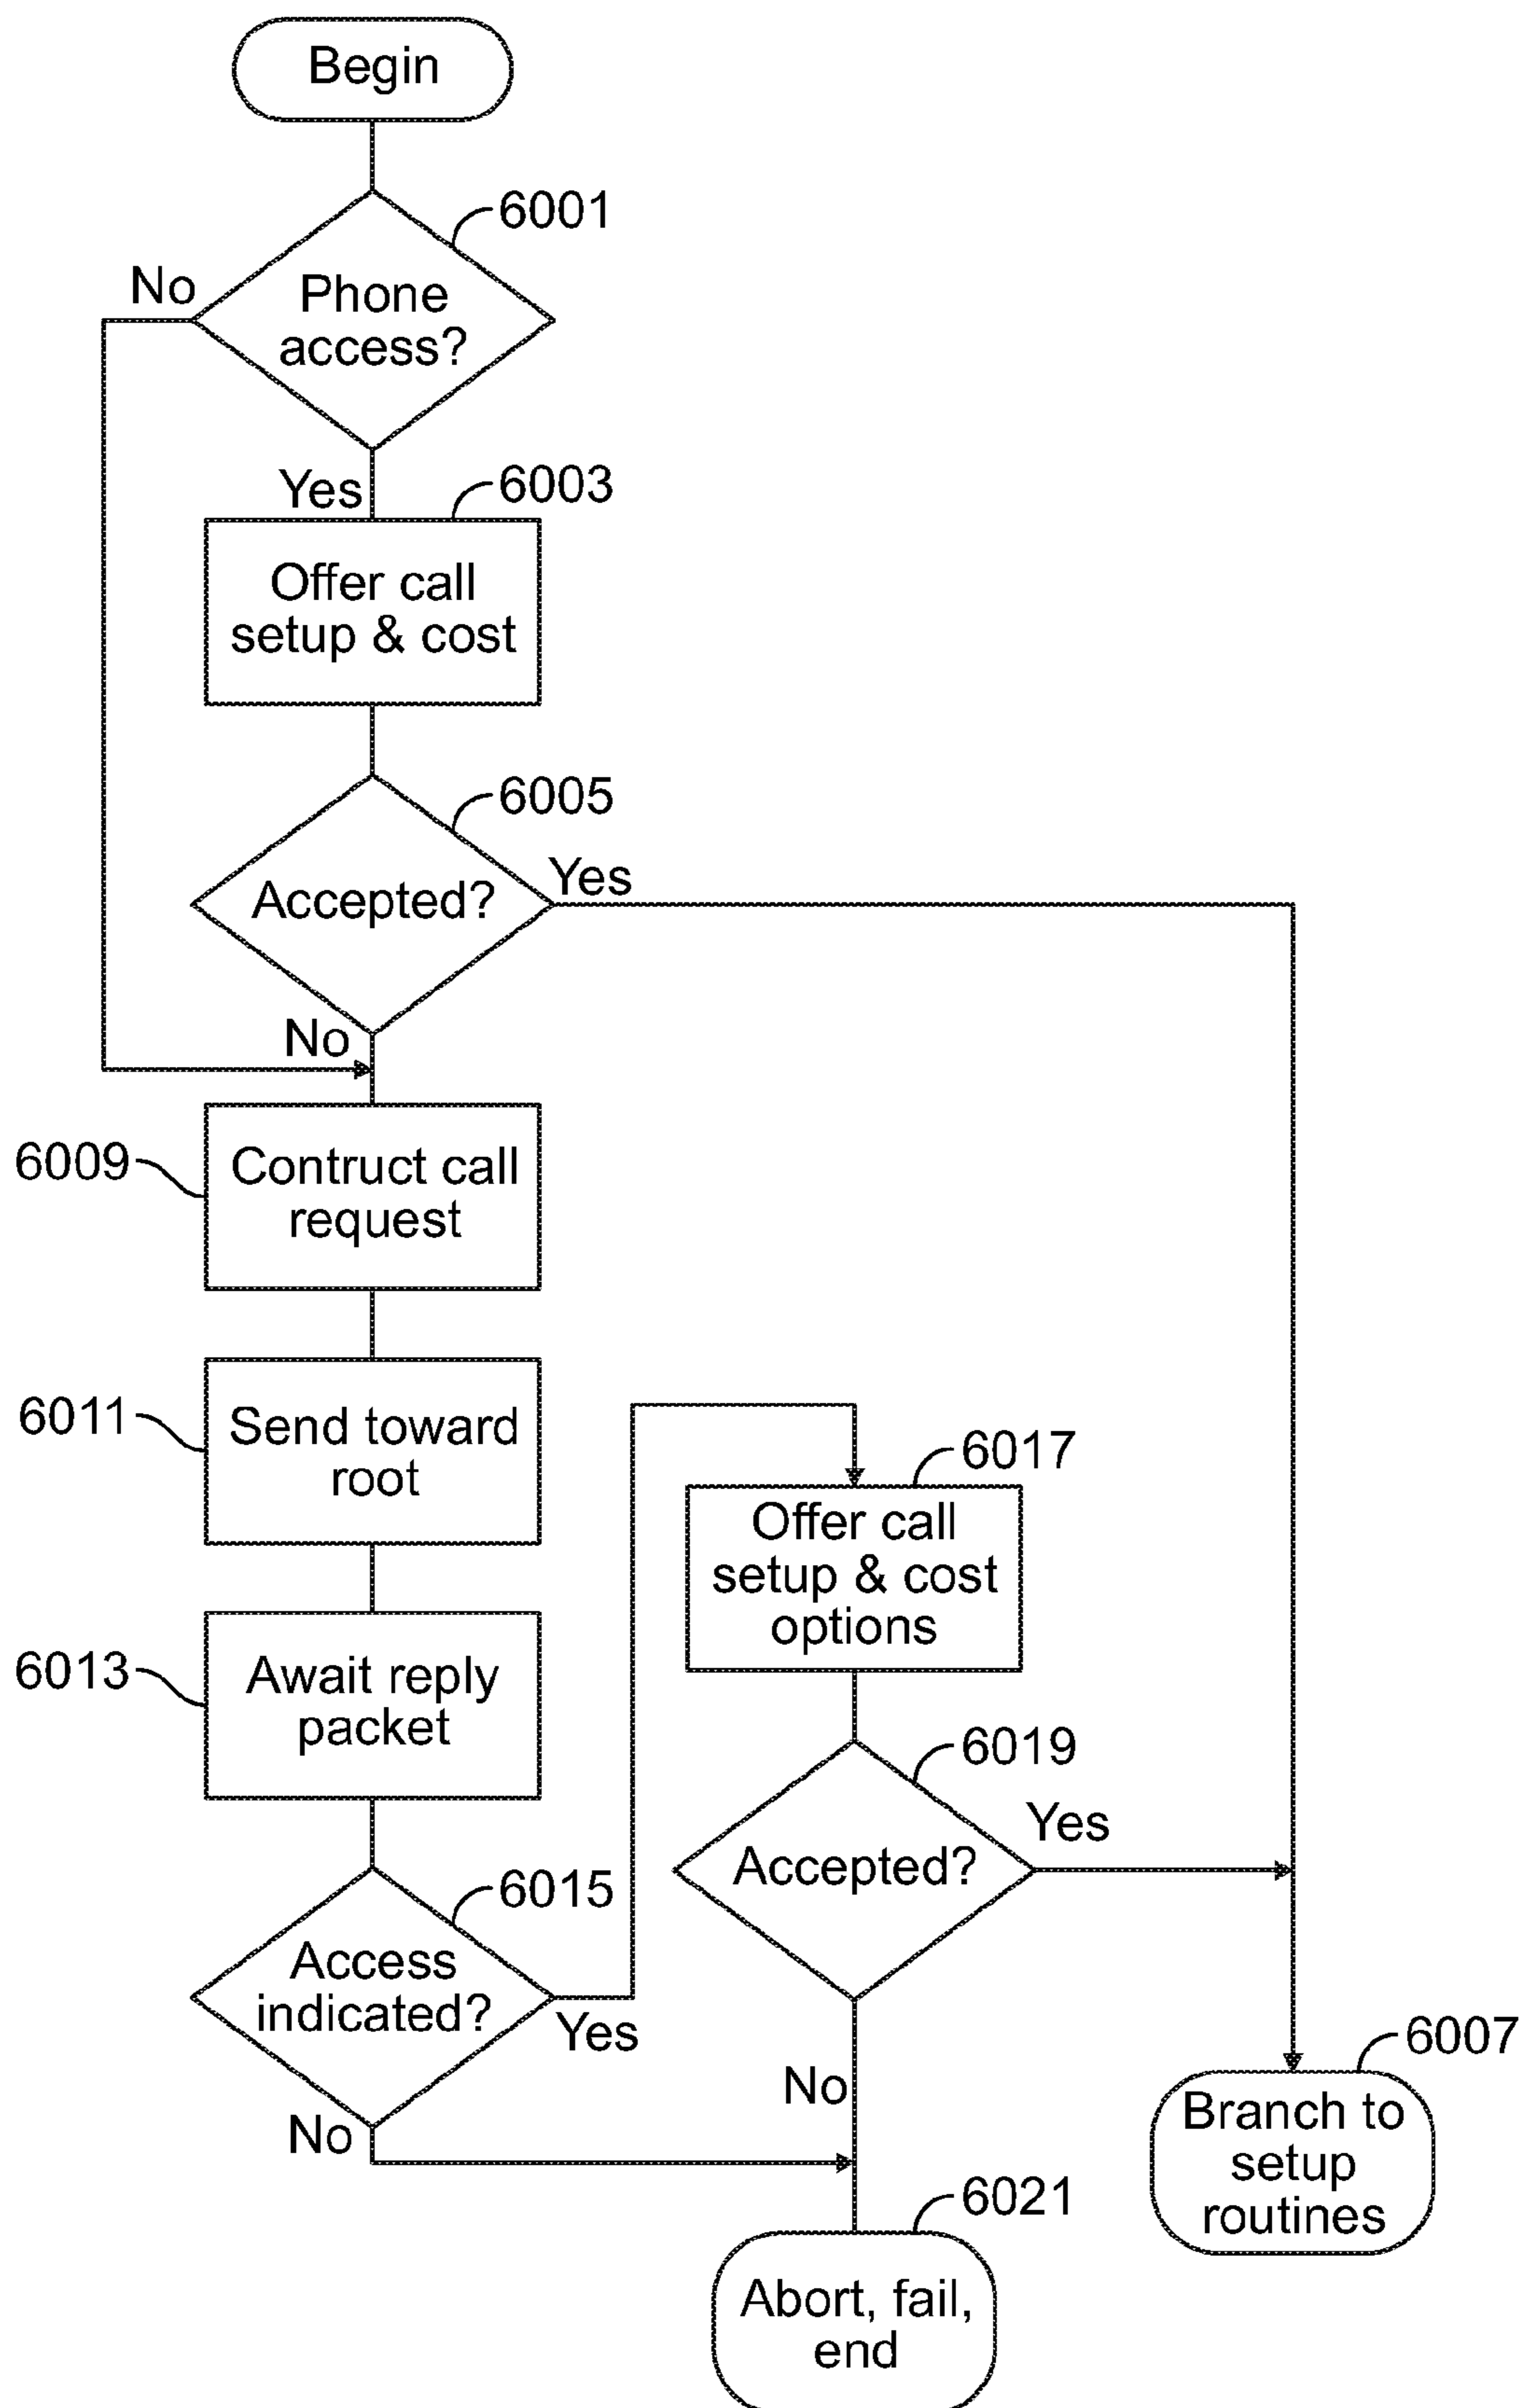 Begin
6001
No
Phone
access?
Yes
6003
Offer call
setup & cost
6005
Accepted?
Yes
No
6009
Contruct call
request
6011
Send toward
root
6013
Await reply
packet
6015
Access
indicated?
Yes
No
6017
Offer call
setup & cost
options
6019
Accepted?
Yes
No
6007
Branch to
setup
routines
6021
Abort, fail,
end